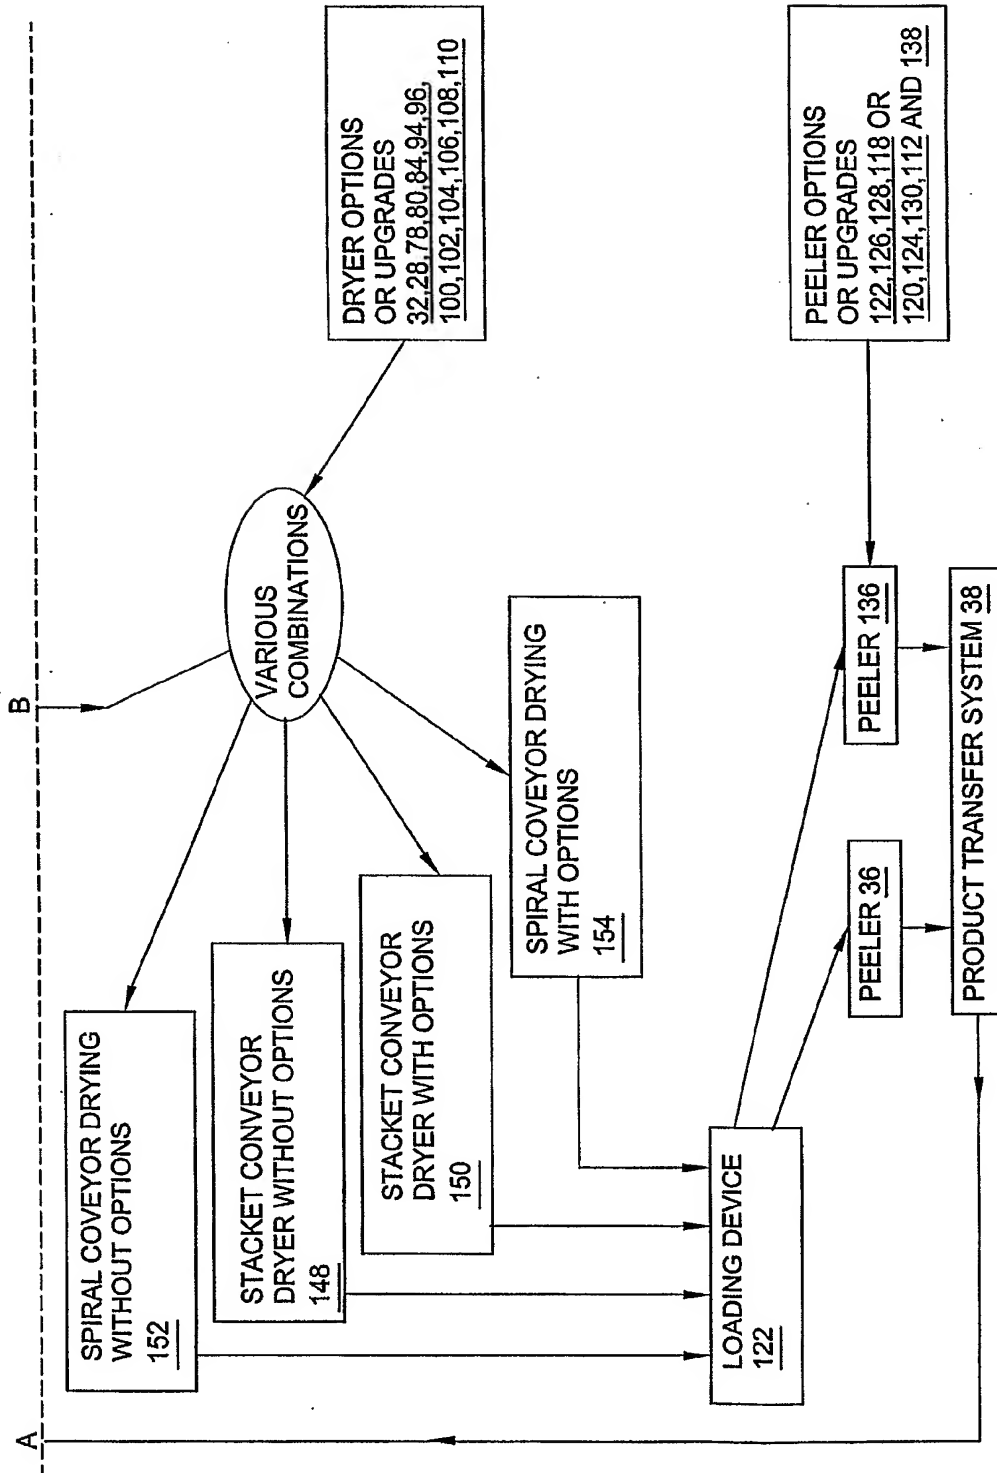 A
B
SPIRAL COVEYOR DRYING
WITHOUT OPTIONS
152
STACKET CONVEYOR
DRYER WITHOUT OPTIONS
148
STACKET CONVEYOR
DRYER WITH OPTIONS
150
SPIRAL COVEYOR DRYING
WITH OPTIONS
154
VARIOUS
COMBINATIONS
DRYER OPTIONS
OR UPGRADES
32,28,78,80,84,94,96,
100,102,104,106,108,110
LOADING DEVICE
122
PEELER 36
PEELER 136
PEELER OPTIONS
OR UPGRADES
122,126,128,118 OR
120,124,130,112 AND 138
PRODUCT TRANSFER SYSTEM 38